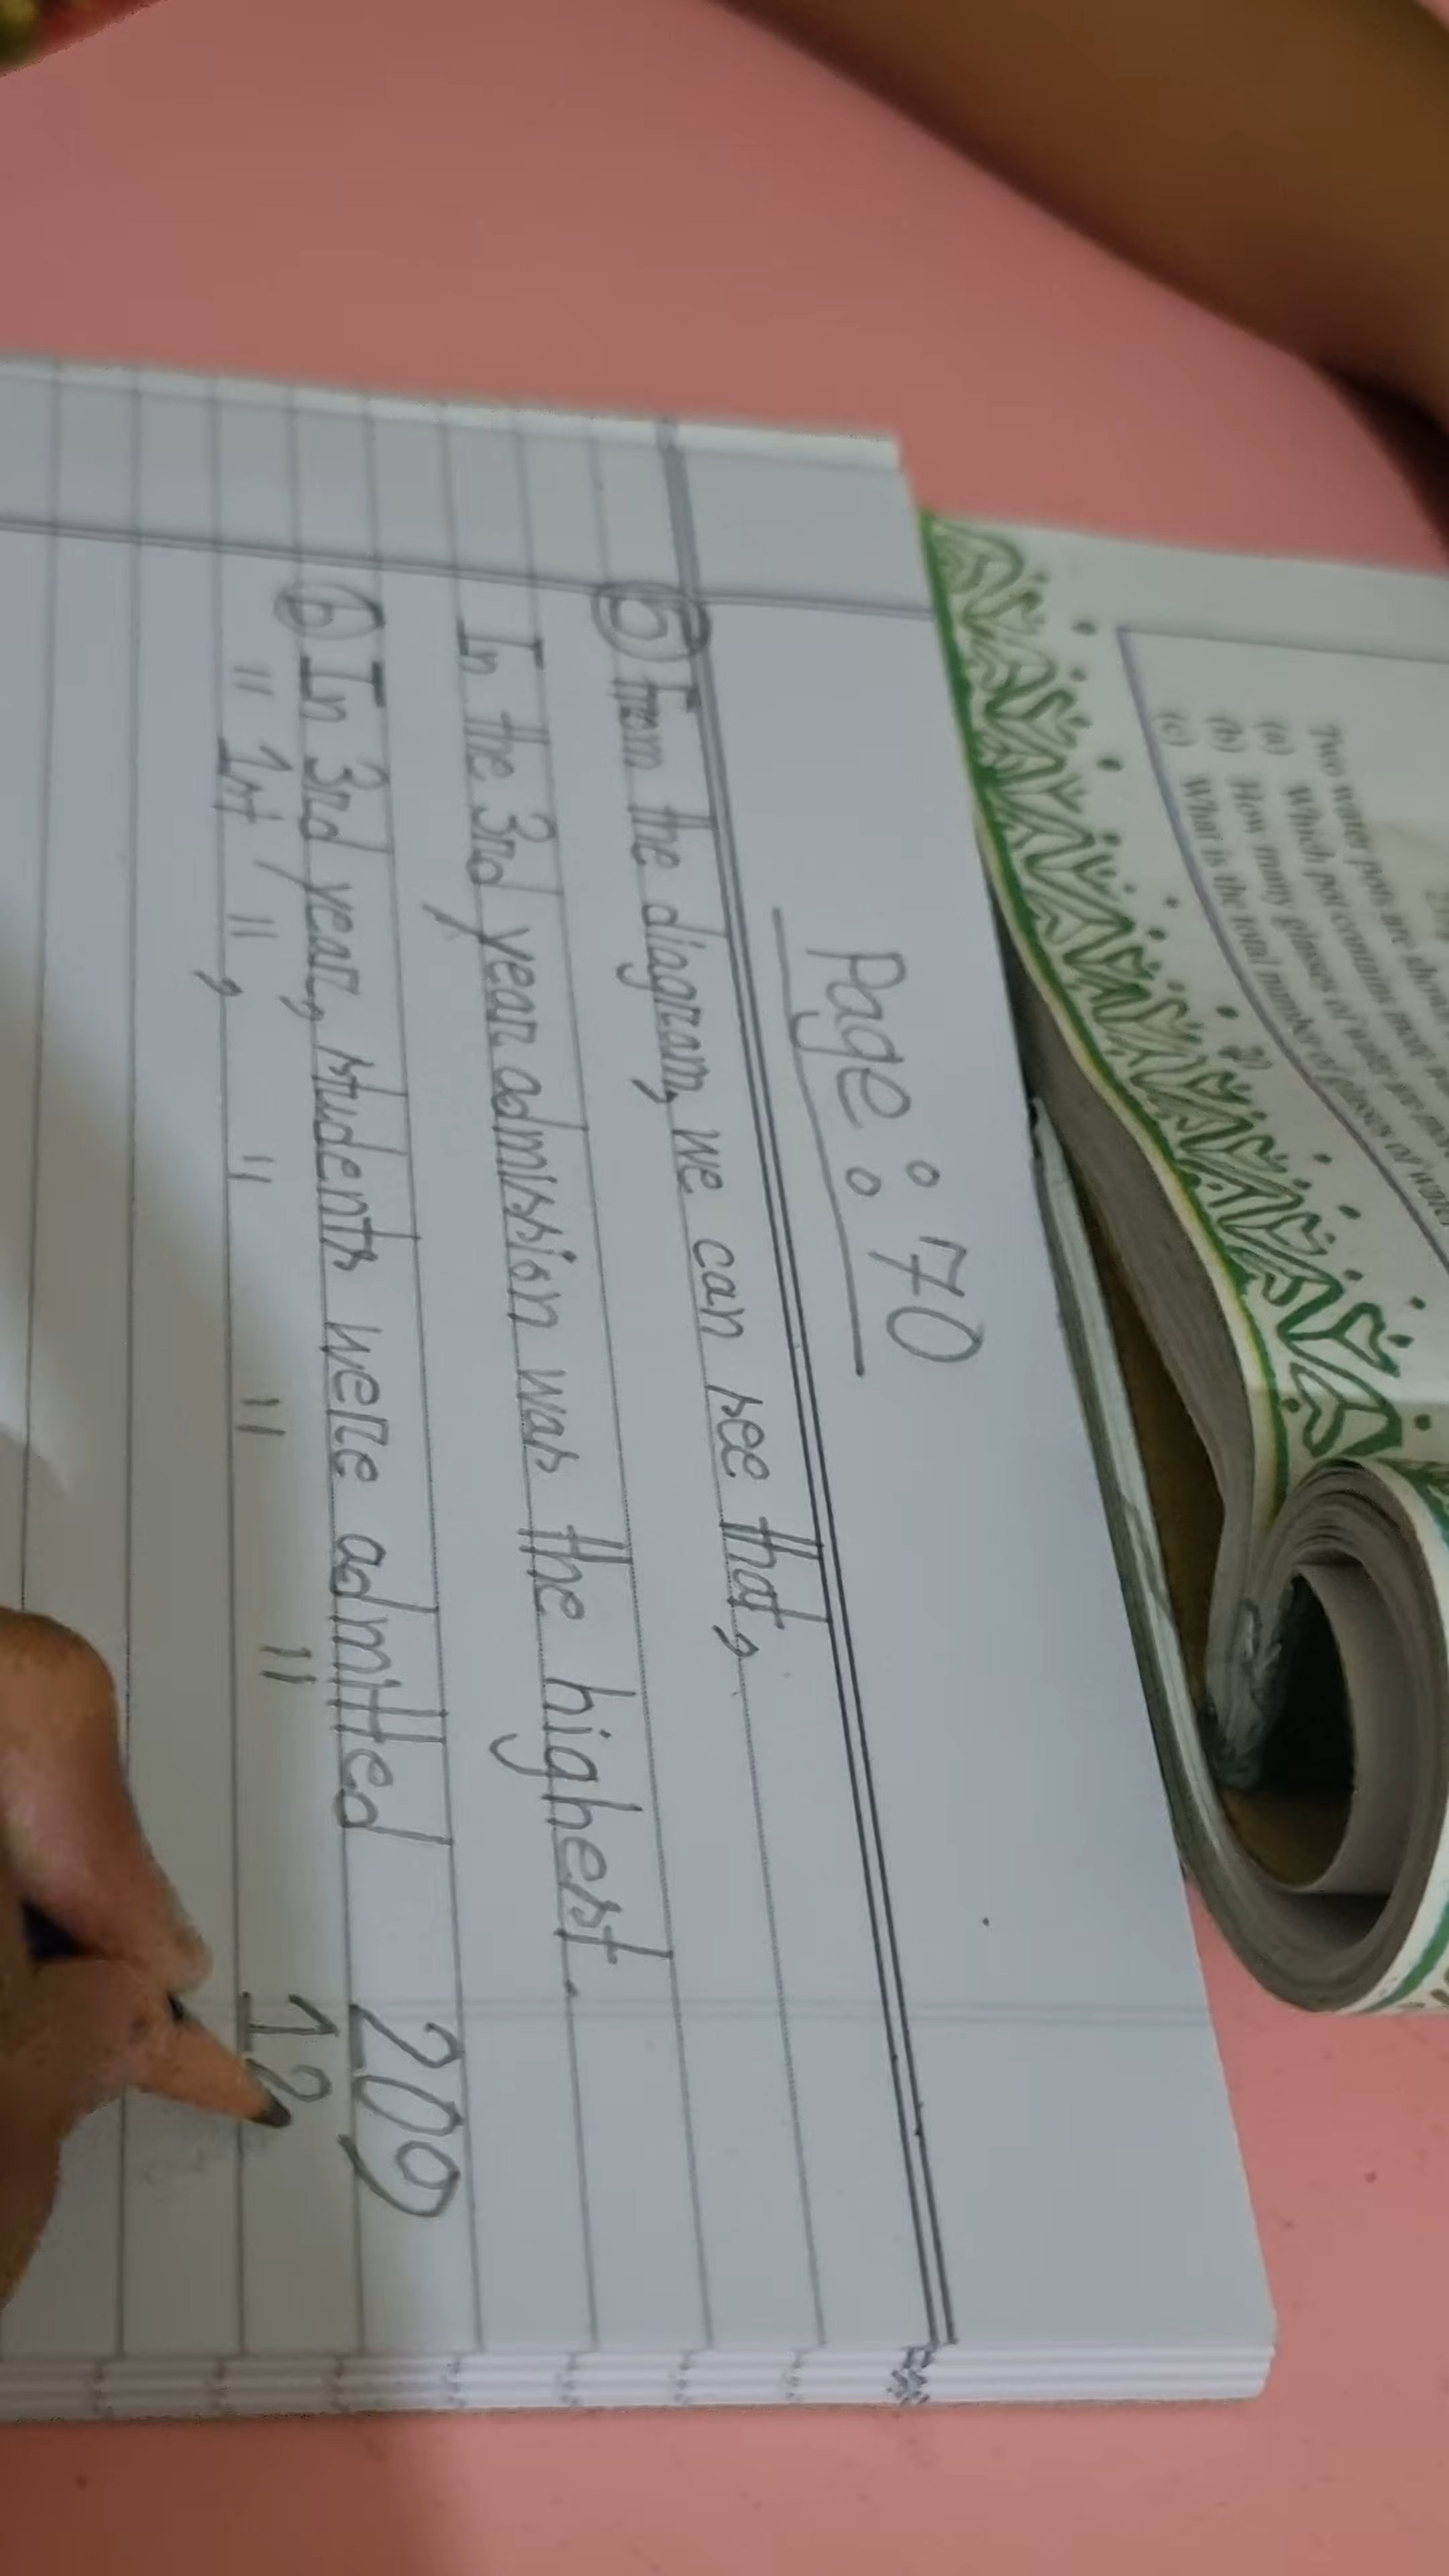 Page : 70
⑤ From the diagram, we can see that,
In the 3rd year admission was the highest.
⑥ In 3rd year, students were admitted 209
" 1st " , " " " 12
Two water pots are
(a) Which pot contains more
(b) How many glasses of water are
(c) What is the total number of glasses of water